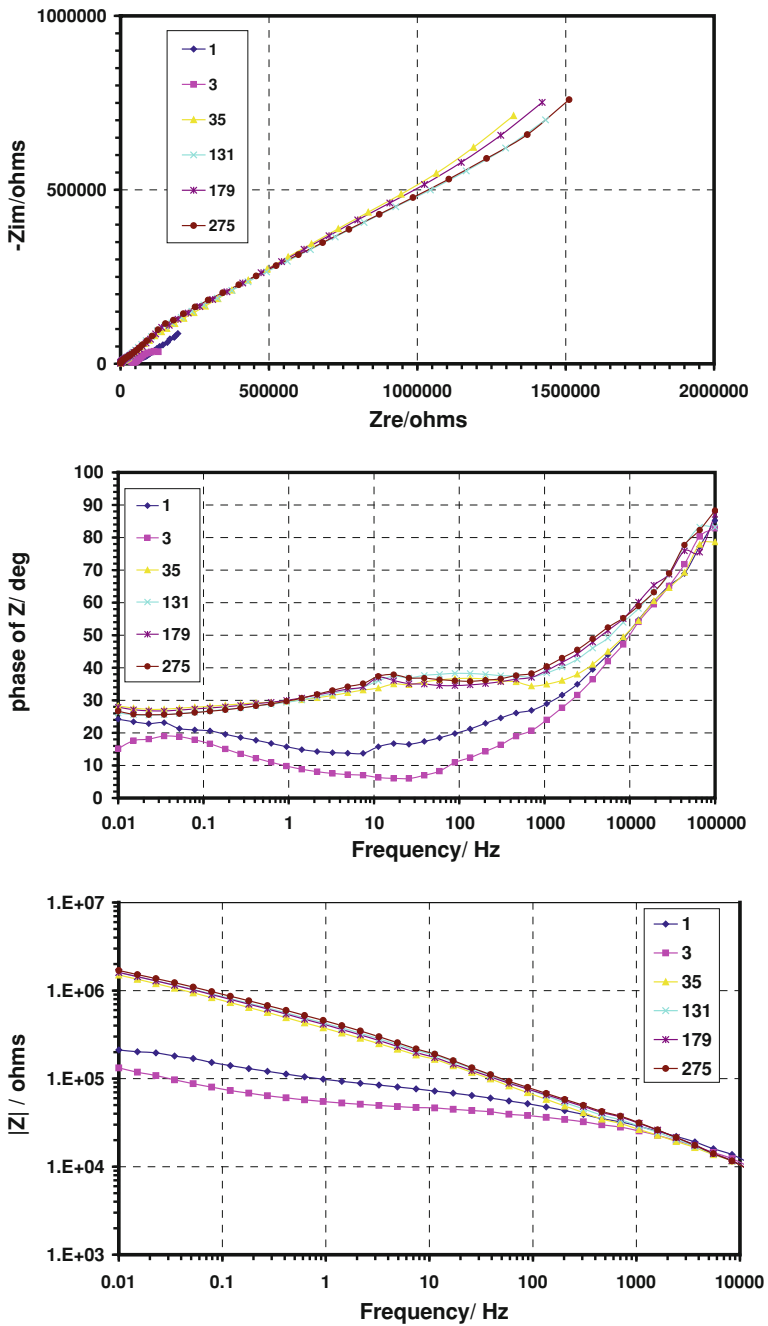 1000000
500000
0
-Zim/ohms
1
3
35
131
179
275
0 500000 1000000 1500000 2000000
Zre/ohms
100
90
80
70
60
50
40
30
20
10
0
phase of Z/ deg
1
3
35
131
179
275
0.01 0.1 1 10 100 1000 10000 100000
Frequency/ Hz
1.E+07
1.E+06
1.E+05
1.E+04
1.E+03
|Z| / ohms
1
3
35
131
179
275
0.01 0.1 1 10 100 1000 10000
Frequency/ Hz